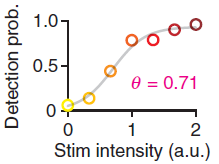 Detection prob.
1.0
0.5
0
θ = 0.71
0 1 2
Stim intensity (a.u.)